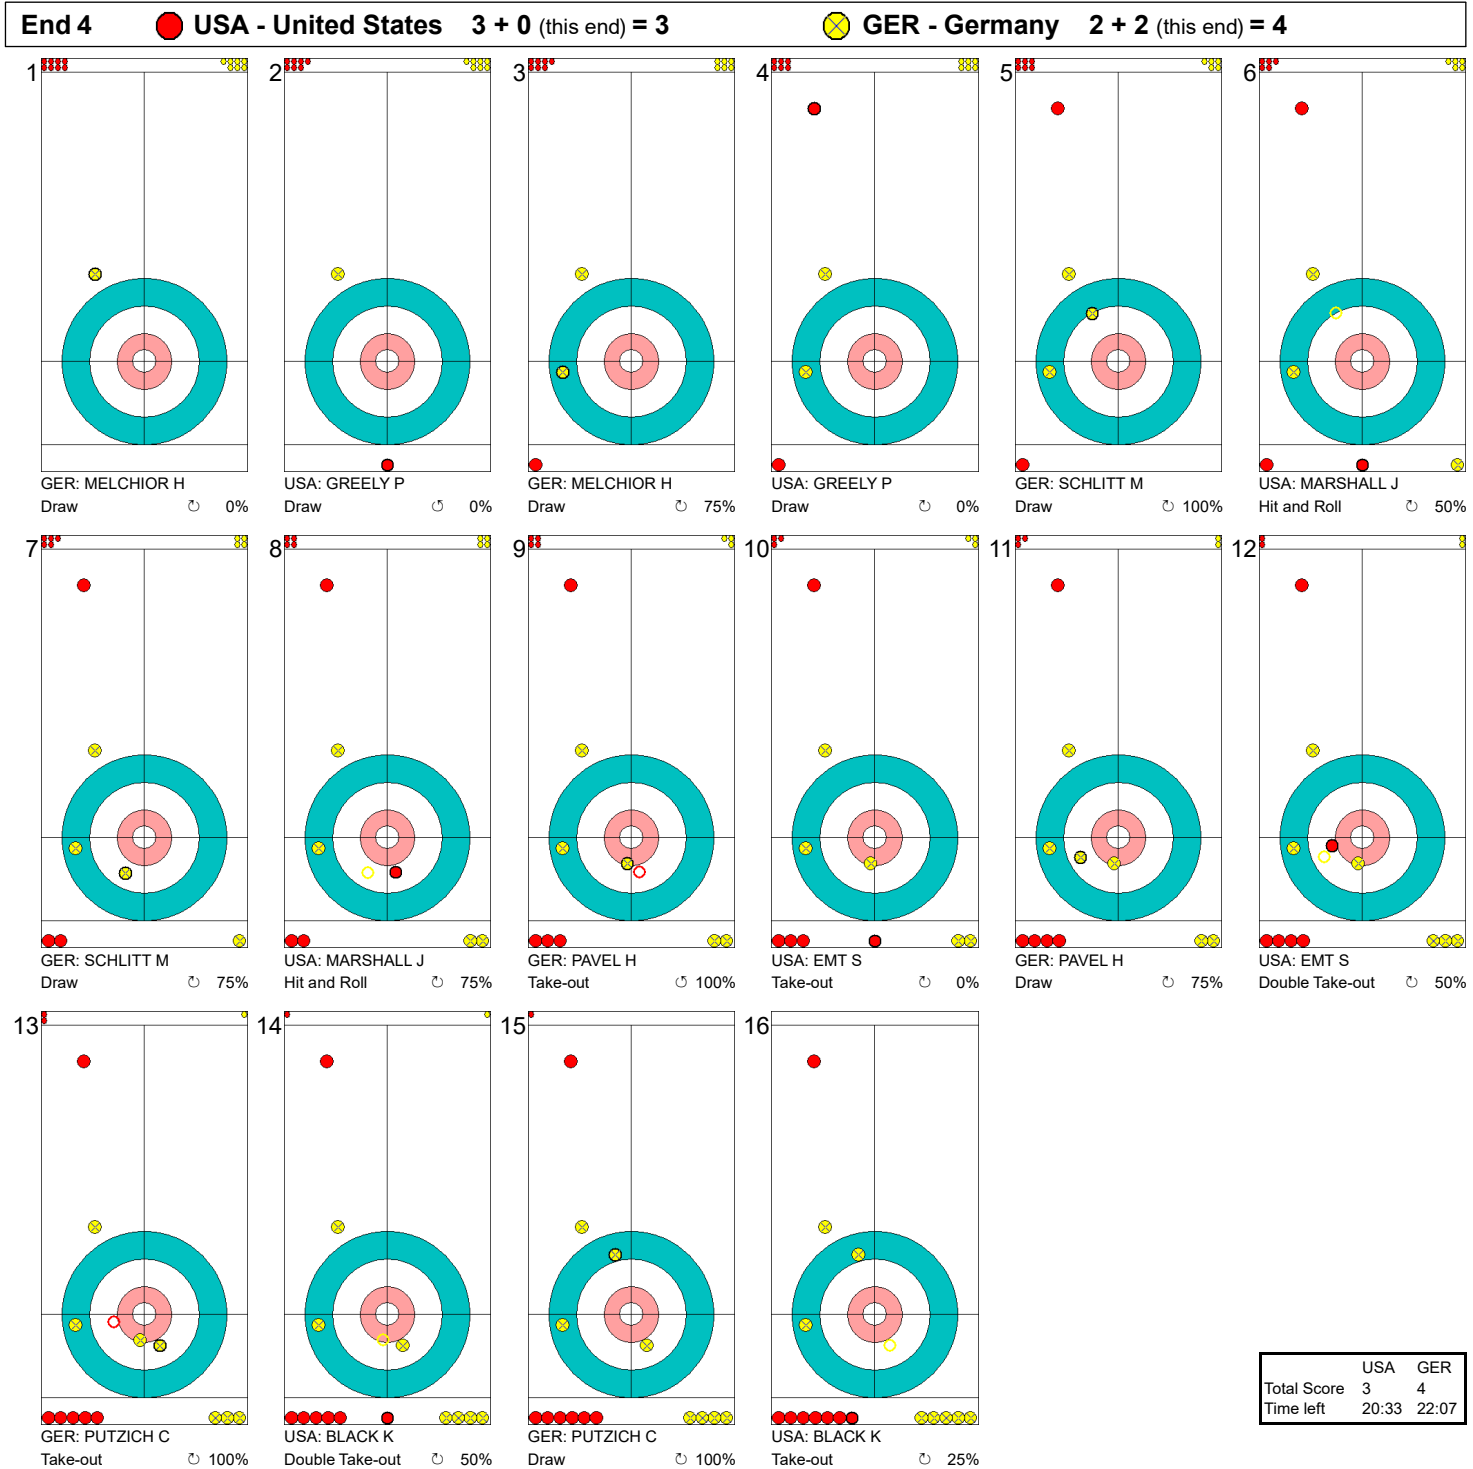 End 4 USA - United States 3 + 0 (this end) = 3 GER - Germany 2 + 2 (this end) = 4
1 2 3 4 5 6
GER: MELCHIOR H USA: GREELY P GER: MELCHIOR H USA: GREELY P GER: SCHLITT M USA: MARSHALL J
Draw ↻ 0% Draw ↺ 0% Draw ↻ 75% Draw ↻ 0% Draw ↻ 100% Hit and Roll ↻ 50%
7 8 9 10 11 12
GER: SCHLITT M USA: MARSHALL J GER: PAVEL H USA: EMT S GER: PAVEL H USA: EMT S
Draw ↻ 75% Hit and Roll ↻ 75% Take-out ↺ 100% Take-out ↻ 0% Draw ↻ 75% Double Take-out ↻ 50%
13 14 15 16
GER: PUTZICH C USA: BLACK K GER: PUTZICH C USA: BLACK K
Take-out ↻ 100% Double Take-out ↻ 50% Draw ↻ 100% Take-out ↻ 25%
USA GER
Total Score 3 4
Time left 20:33 22:07